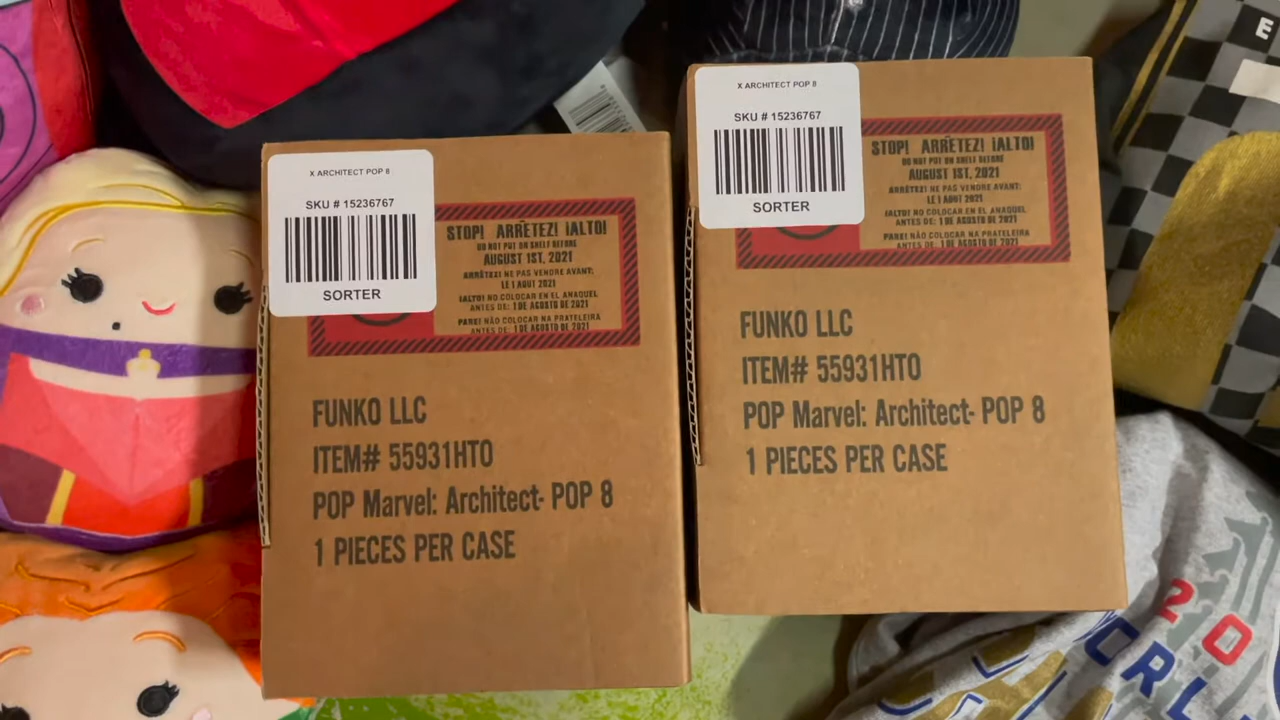 X ARCHITECT POP 8
SKU # 15236767
SORTER
STOP! ARRÊTEZ! ¡ALTO!
DO NOT PUT ON SHELF BEFORE
AUGUST 1ST, 2021
ARRÊTEZ! NE PAS VENDRE AVANT:
LE 1 AOUT 2021
¡ALTO! NO COLOCAR EN EL ANAQUEL
ANTES DE: 1 DE AGOSTO DE 2021
PARE! NÃO COLOCAR NA PRATELEIRA
ANTES DE: 1 DE AGOSTO DE 2021
FUNKO LLC
ITEM# 55931HTO
POP Marvel: Architect- POP 8
1 PIECES PER CASE
X ARCHITECT POP 8
SKU # 15236767
SORTER
STOP! ARRÊTEZ! ¡ALTO!
DO NOT PUT ON SHELF BEFORE
AUGUST 1ST, 2021
ARRÊTEZ! NE PAS VENDRE AVANT:
LE 1 AOUT 2021
¡ALTO! NO COLOCAR EN EL ANAQUEL
ANTES DE: 1 DE AGOSTO DE 2021
PARE! NÃO COLOCAR NA PRATELEIRA
ANTES DE: 1 DE AGOSTO DE 2021
FUNKO LLC
ITEM# 55931HTO
POP Marvel: Architect- POP 8
1 PIECES PER CASE
E
20